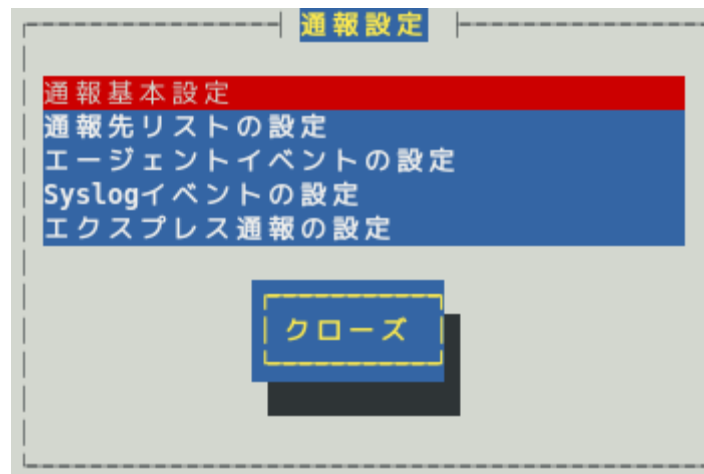 通報設定
通報基本設定
通報先リストの設定
エージェントイベントの設定
Syslogイベントの設定
エクスプレス通報の設定
クローズ